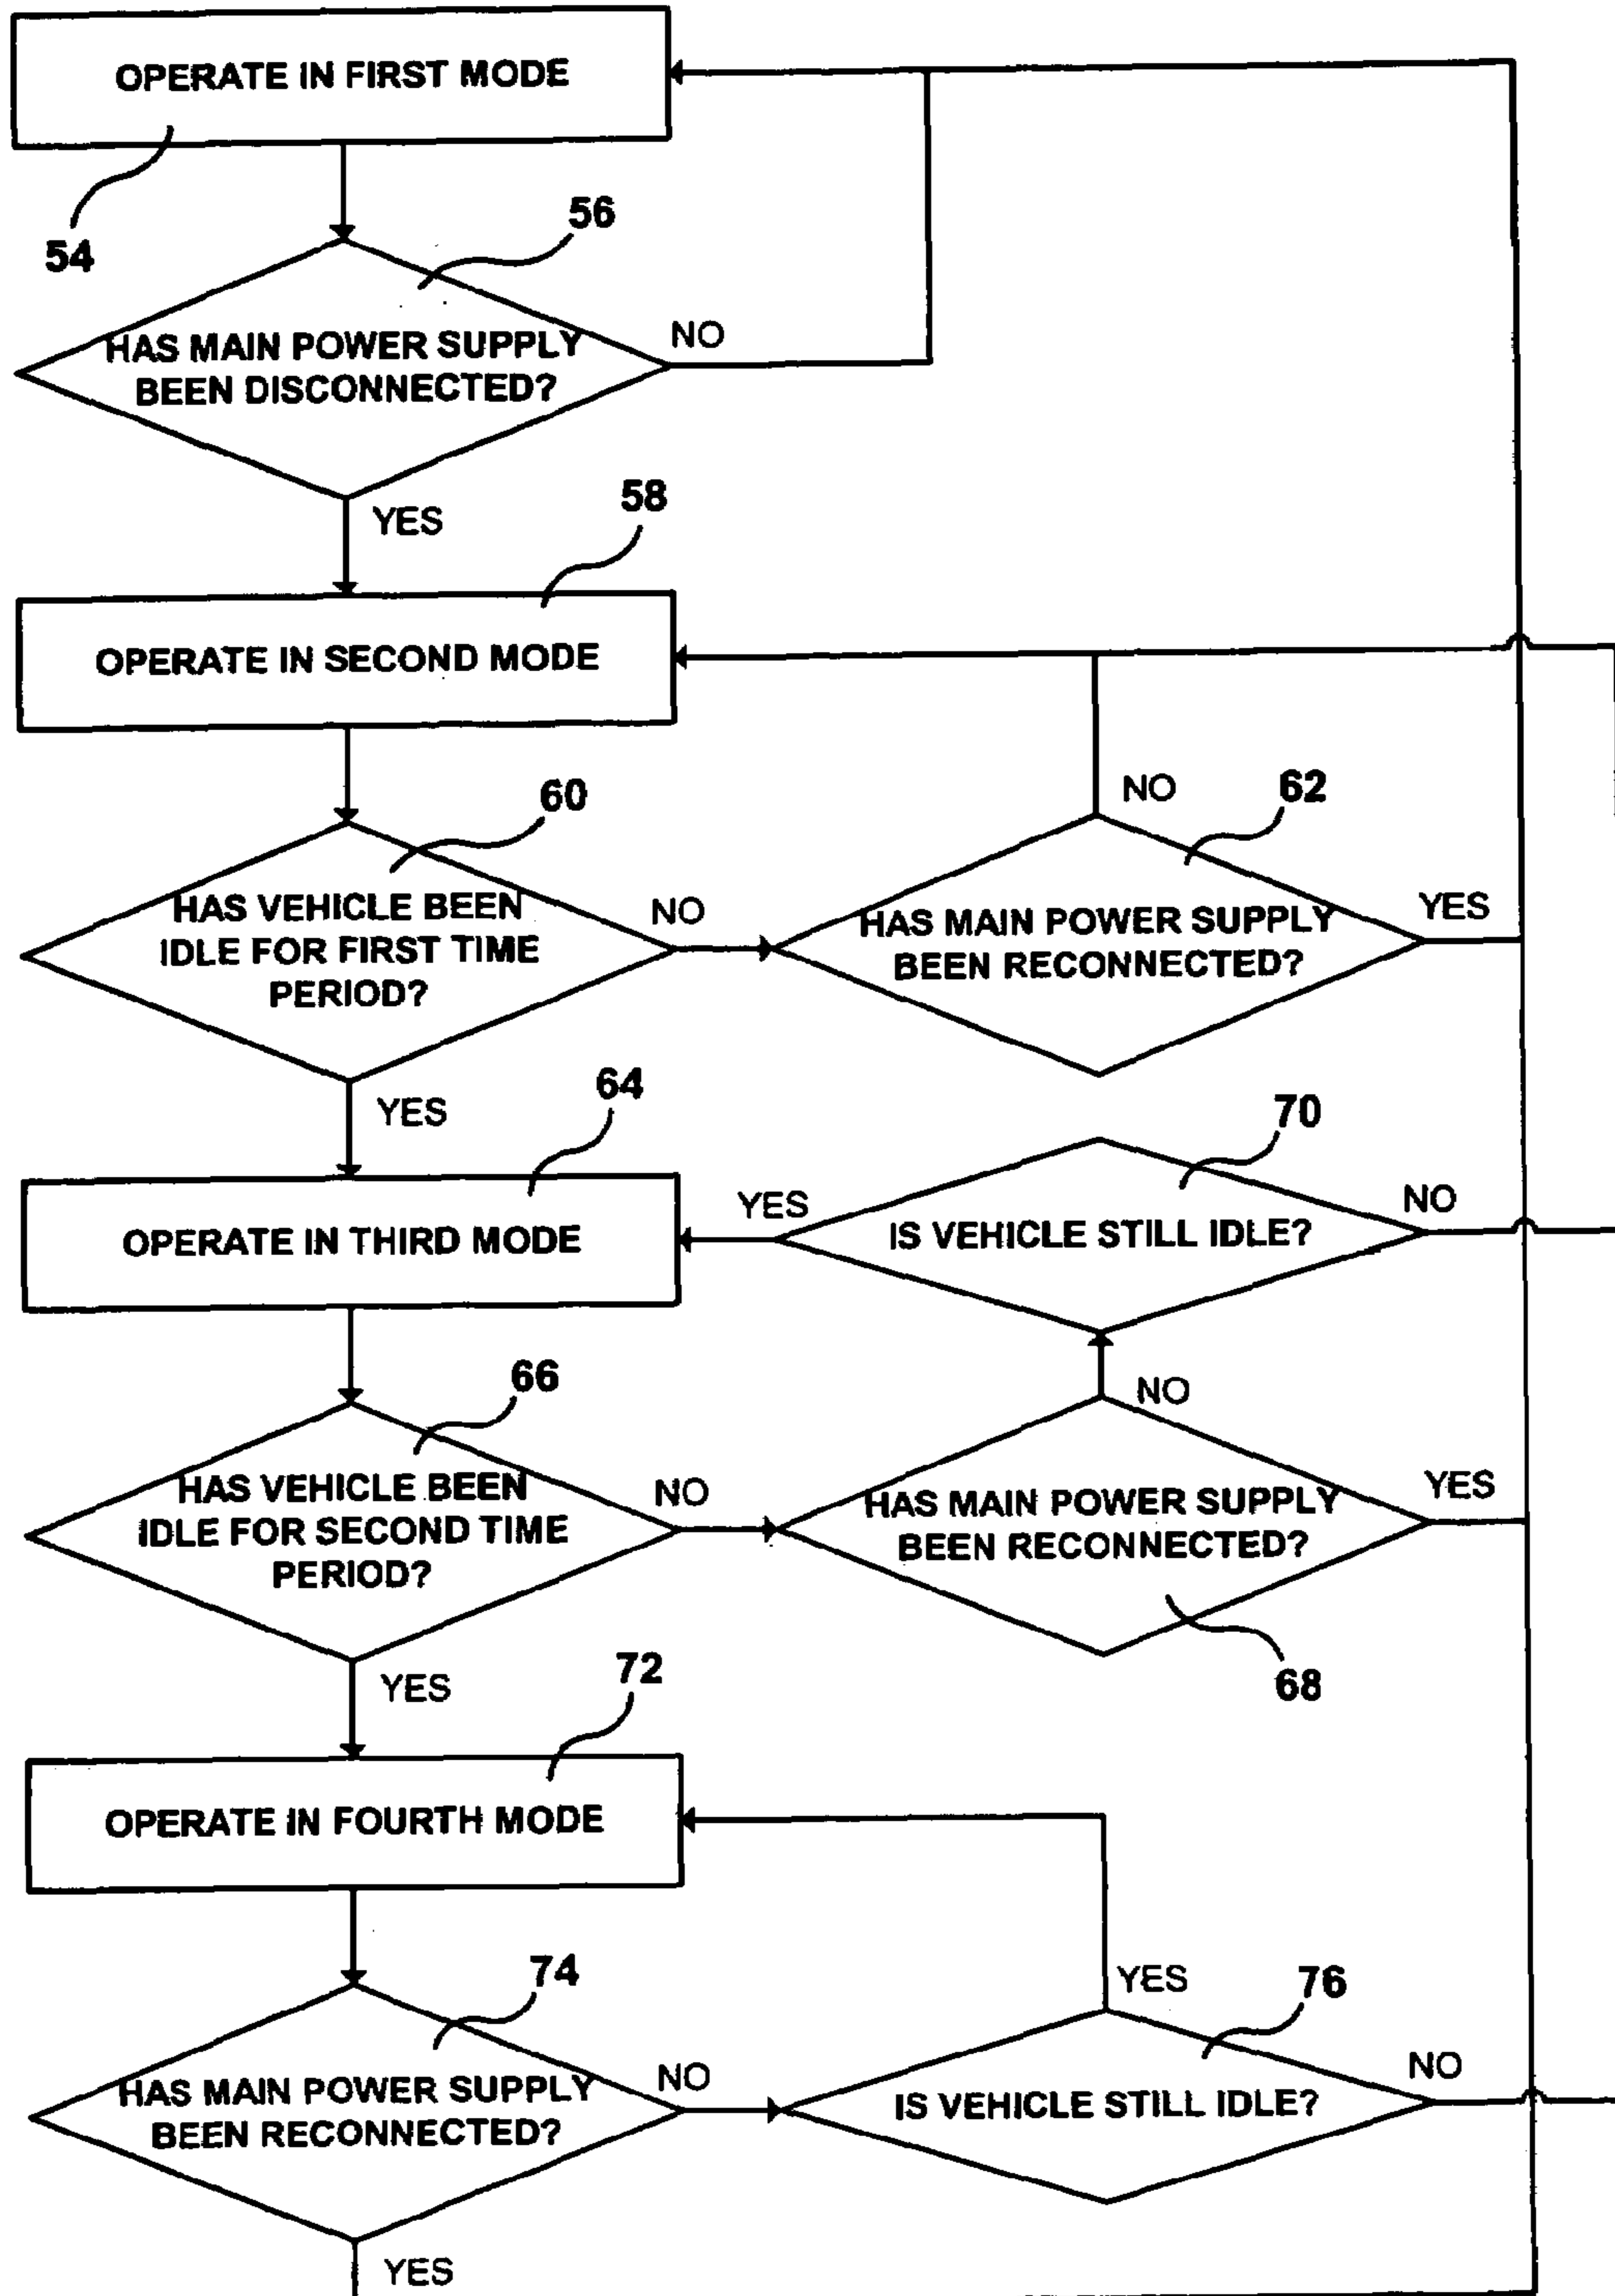 OPERATE IN FIRST MODE
54
56
HAS MAIN POWER SUPPLY
BEEN DISCONNECTED?
NO
YES
58
OPERATE IN SECOND MODE
60
HAS VEHICLE BEEN
IDLE FOR FIRST TIME
PERIOD?
NO
NO
62
HAS MAIN POWER SUPPLY
BEEN RECONNECTED?
YES
YES
64
OPERATE IN THIRD MODE
YES
70
IS VEHICLE STILL IDLE?
NO
66
HAS VEHICLE BEEN
IDLE FOR SECOND TIME
PERIOD?
NO
NO
HAS MAIN POWER SUPPLY
BEEN RECONNECTED?
YES
68
YES
72
OPERATE IN FOURTH MODE
74
HAS MAIN POWER SUPPLY
BEEN RECONNECTED?
NO
YES
76
IS VEHICLE STILL IDLE?
NO
YES